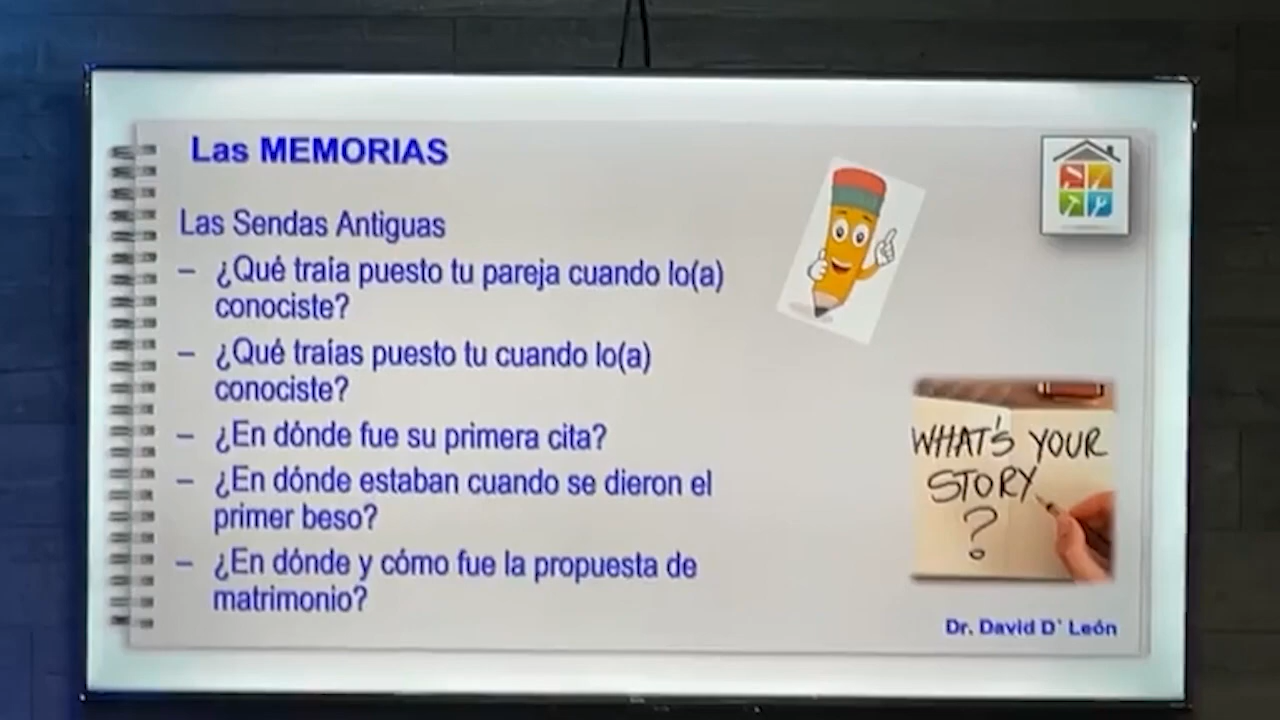 Las MEMORIAS
Las Sendas Antiguas
– ¿Qué traia puesto tu pareja cuando lo(a)
conociste?
– ¿Qué traías puesto tu cuando lo(a)
conociste?
– ¿En dónde fue su primera cita?
– ¿En dónde estaban cuando se dieron el
primer beso?
– ¿En dónde y cómo fue la propuesta de
matrimonio?
WHAT'S YOUR
STORY
?
Dr. David D` León